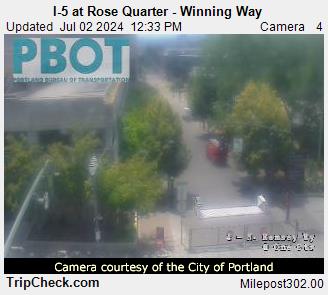 I-5 at Rose Quarter - Winning Way
Updated Jul 02 2024 12:33 PM Camera 4
PBOT
PORTLAND BUREAU OF TRANSPORTATION
Camera courtesy of the City of Portland
TripCheck.com Milepost302.00